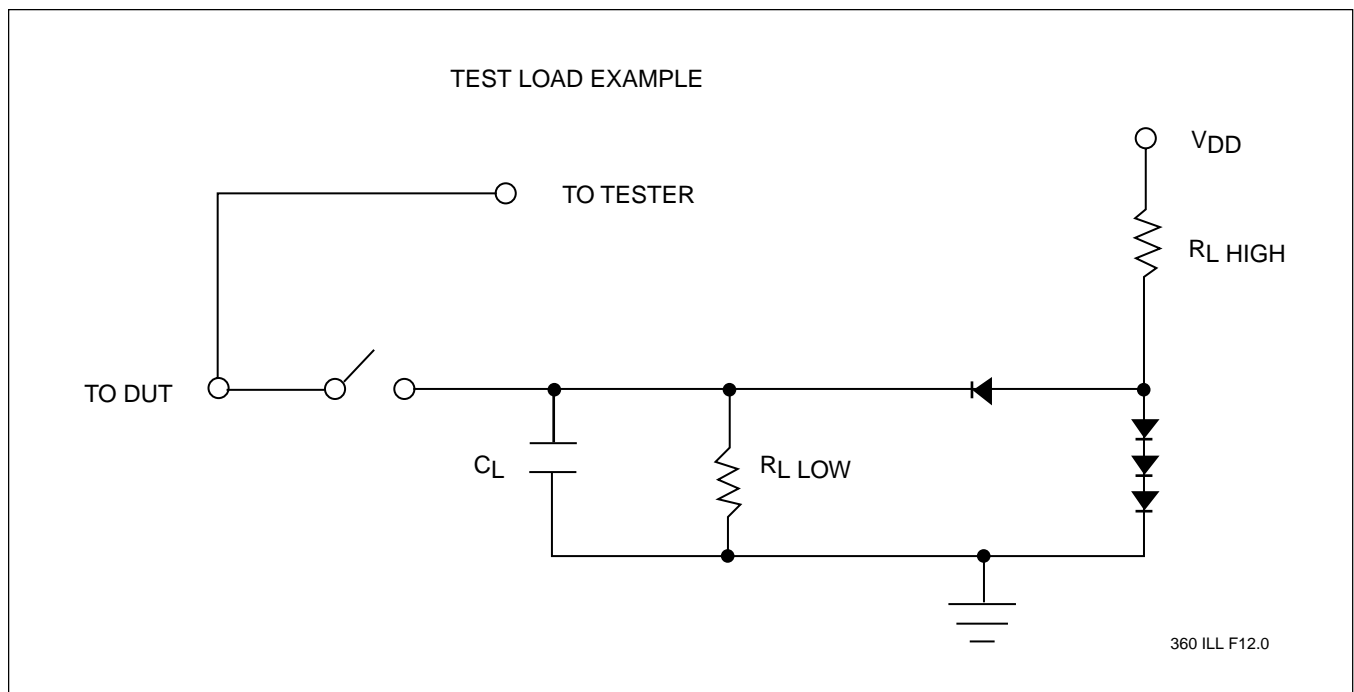 TEST LOAD EXAMPLE
VDD
TO TESTER
RL HIGH
TO DUT
CL
RL LOW
360 ILL F12.0